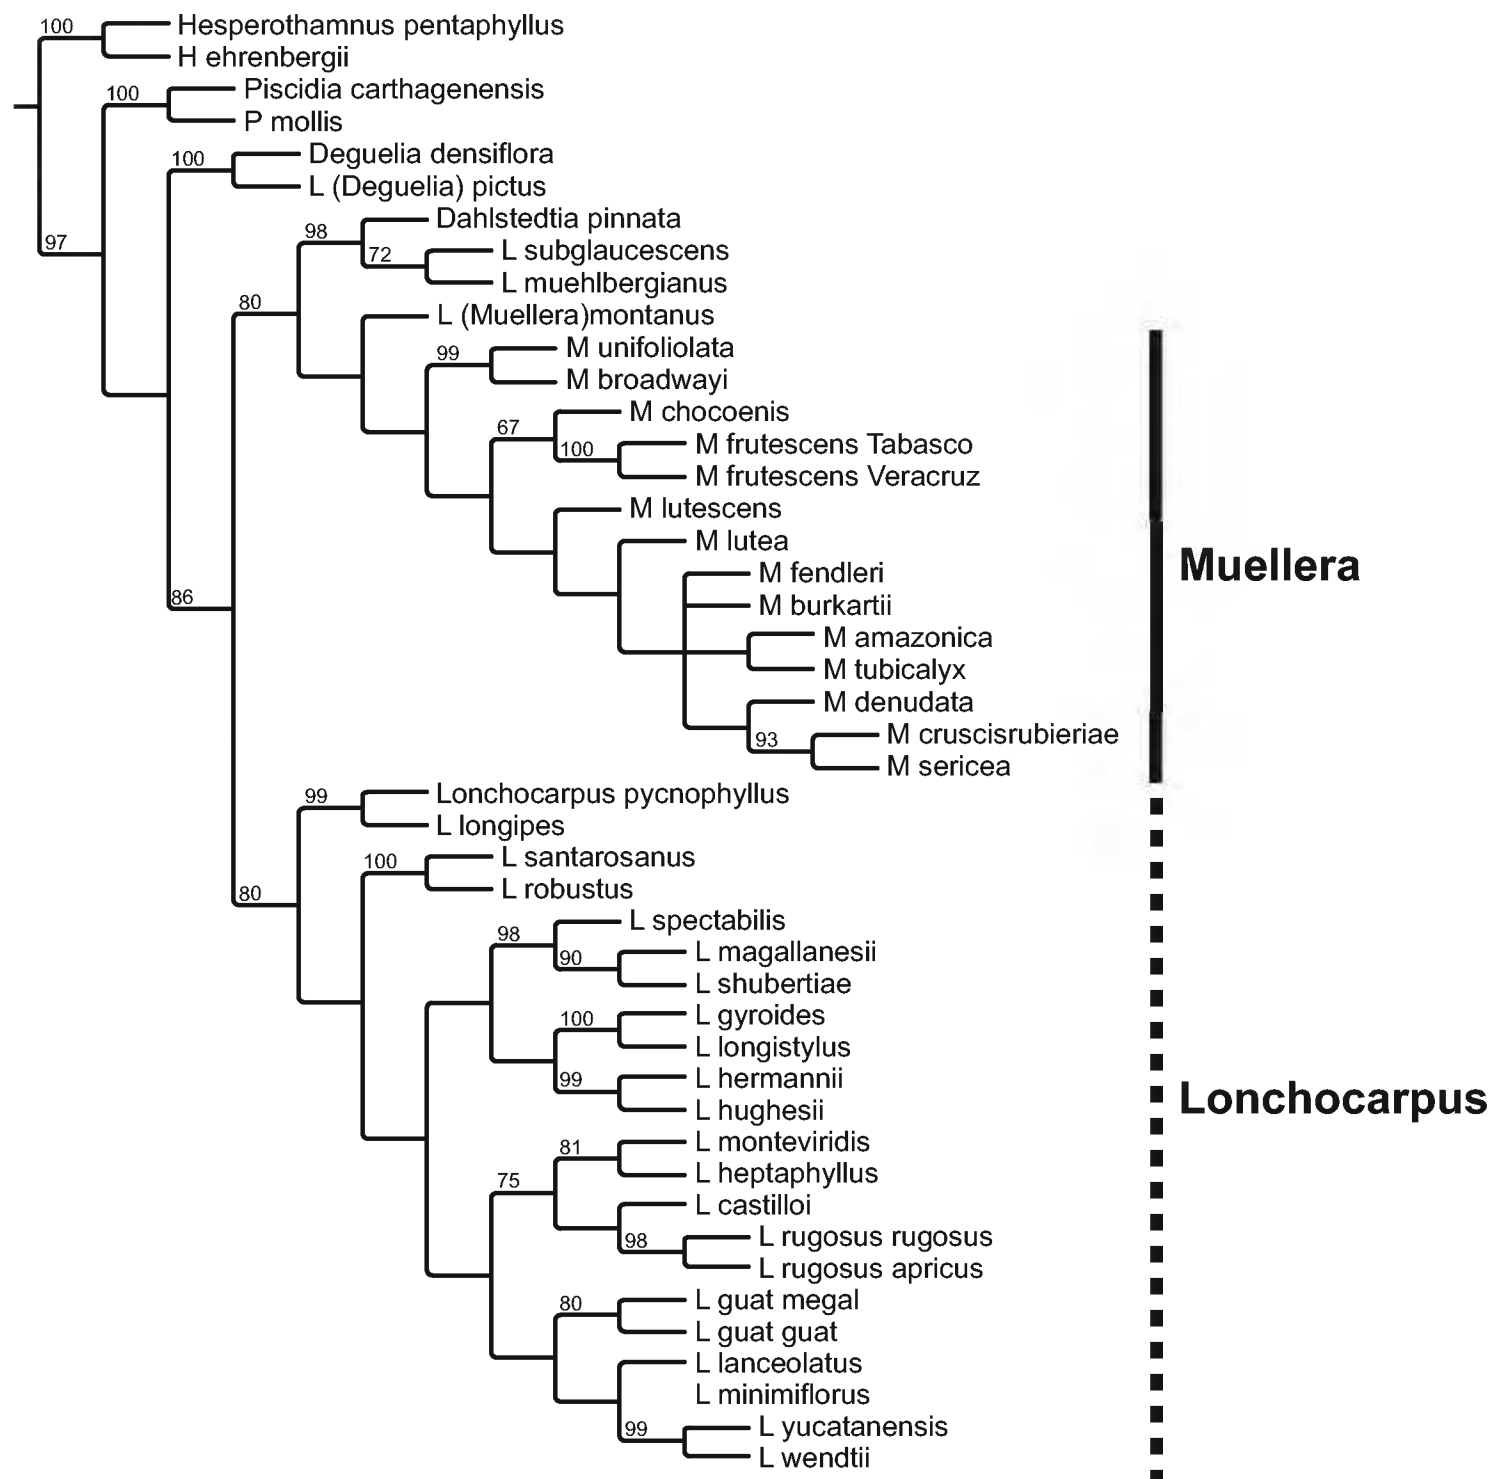 100
Hesperothamnus pentaphyllus
H ehrenbergii
100
Piscidia carthagenensis
P mollis
100
Deguelia densiflora
L (Deguelia) pictus
97
98
Dahlstedtia pinnata
72
L subglaucescens
L muehlbergianus
80
L (Muellera)montanus
99
M unifoliolata
M broadwayi
67
M chocoenis
100
M frutescens Tabasco
M frutescens Veracruz
M lutescens
M lutea
Muellera
M fendleri
86
M burkartii
M amazonica
M tubicalyx
M denudata
93
M cruscisrubieriae
M sericea
99
Lonchocarpus pycnophyllus
L longipes
100
L santarosanus
80
L robustus
98
L spectabilis
90
L magallanesii
L shubertiae
100
L gyroides
L longistylus
99
L hermannii
Lonchocarpus
L hughesii
81
L monteviridis
75
L heptaphyllus
L castilloi
98
L rugosus rugosus
L rugosus apricus
80
L guat megal
L guat guat
L lanceolatus
L minimiflorus
99
L yucatanensis
L wendtii